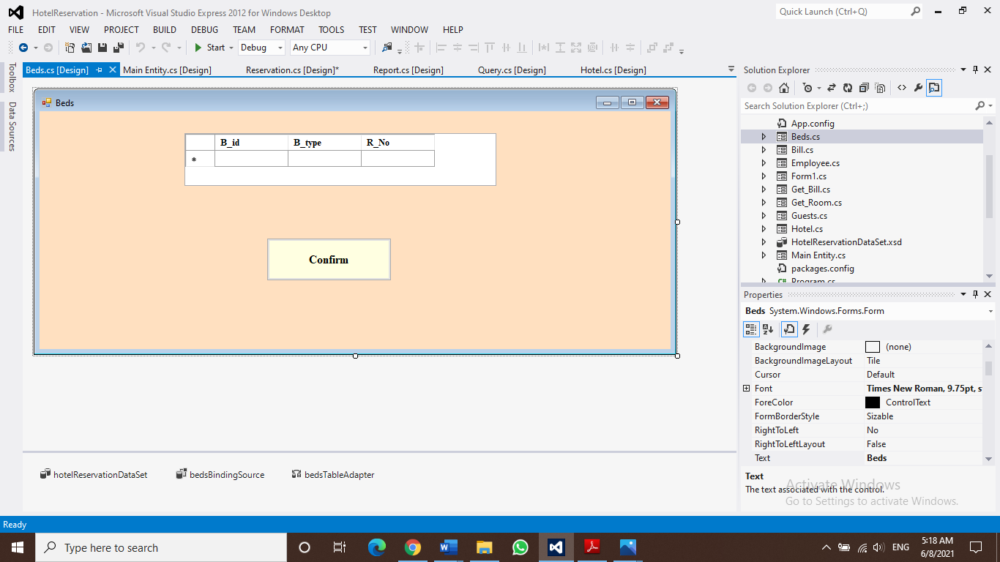 HotelReservation - Microsoft Visual Studio Express 2012 for Windows Desktop
Quick Launch (Ctrl+Q)
FILE EDIT VIEW PROJECT BUILD DEBUG TEAM FORMAT TOOLS TEST WINDOW HELP
Start Debug Any CPU
Toolbox
Data Sources
Beds.cs [Design] Main Entity.cs [Design] Reservation.cs [Design]* Report.cs [Design] Query.cs [Design] Hotel.cs [Design]
Beds
B_id B_type R_No
*
Confirm
hotelReservationDataSet bedsBindingSource bedsTableAdapter
Solution Explorer
Search Solution Explorer (Ctrl+;)
App.config
Beds.cs
Bill.cs
Employee.cs
Form1.cs
Get_Bill.cs
Get_Room.cs
Guests.cs
Hotel.cs
HotelReservationDataSet.xsd
Main Entity.cs
packages.config
C# Program.cs
Properties
Beds System.Windows.Forms.Form
BackgroundImage (none)
BackgroundImageLayout Tile
Cursor Default
Font Times New Roman, 9.75pt, s
ForeColor ControlText
FormBorderStyle Sizable
RightToLeft No
RightToLeftLayout False
Text Beds
Text
The text associated with the control.
Activate Windows
Go to Settings to activate Windows.
Ready
Type here to search
ENG
5:18 AM
6/8/2021